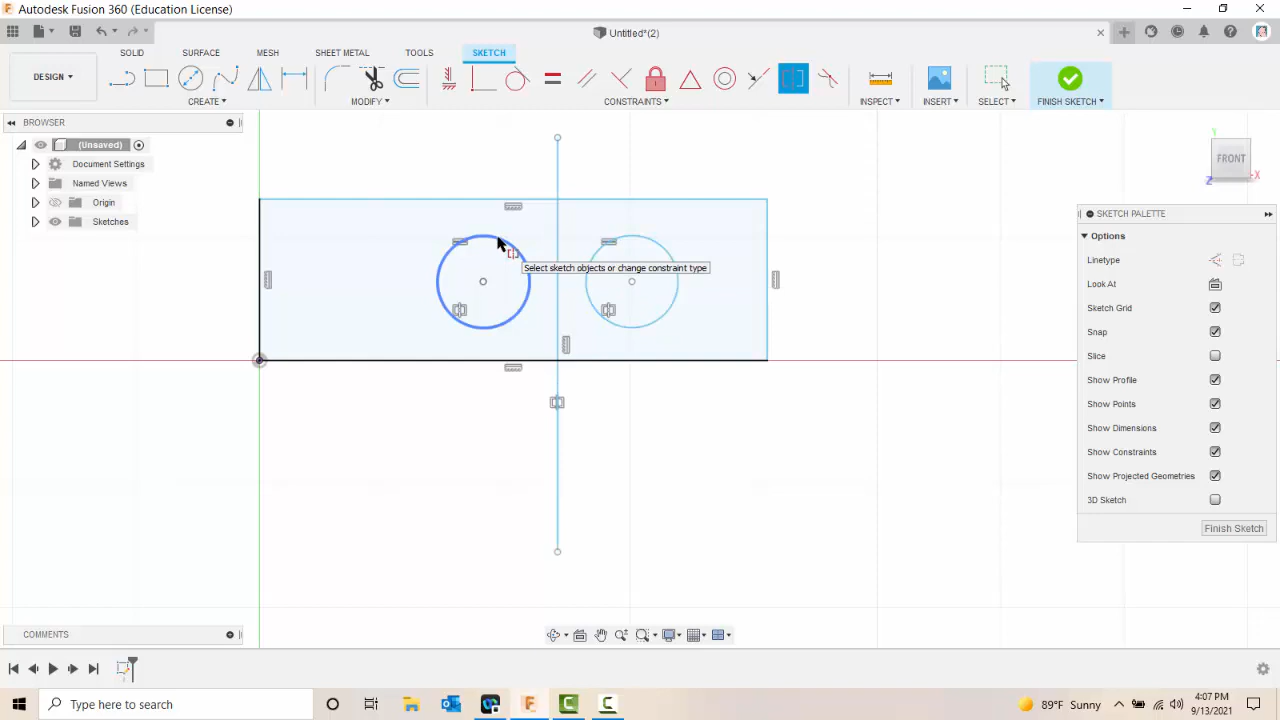 Autodesk Fusion 360 (Education License)
Untitled*(2)
SOLID SURFACE MESH SHEET METAL TOOLS SKETCH
DESIGN
CREATE MODIFY CONSTRAINTS INSPECT INSERT SELECT FINISH SKETCH
BROWSER
(Unsaved)
Document Settings
Named Views
Origin
Sketches
Select sketch objects or change constraint type
Y
FRONT
Z
X
SKETCH PALETTE
Options
Linetype
Look At
Sketch Grid
Snap
Slice
Show Profile
Show Points
Show Dimensions
Show Constraints
Show Projected Geometries
3D Sketch
Finish Sketch
COMMENTS
Type here to search
89°F Sunny
4:07 PM
9/13/2021